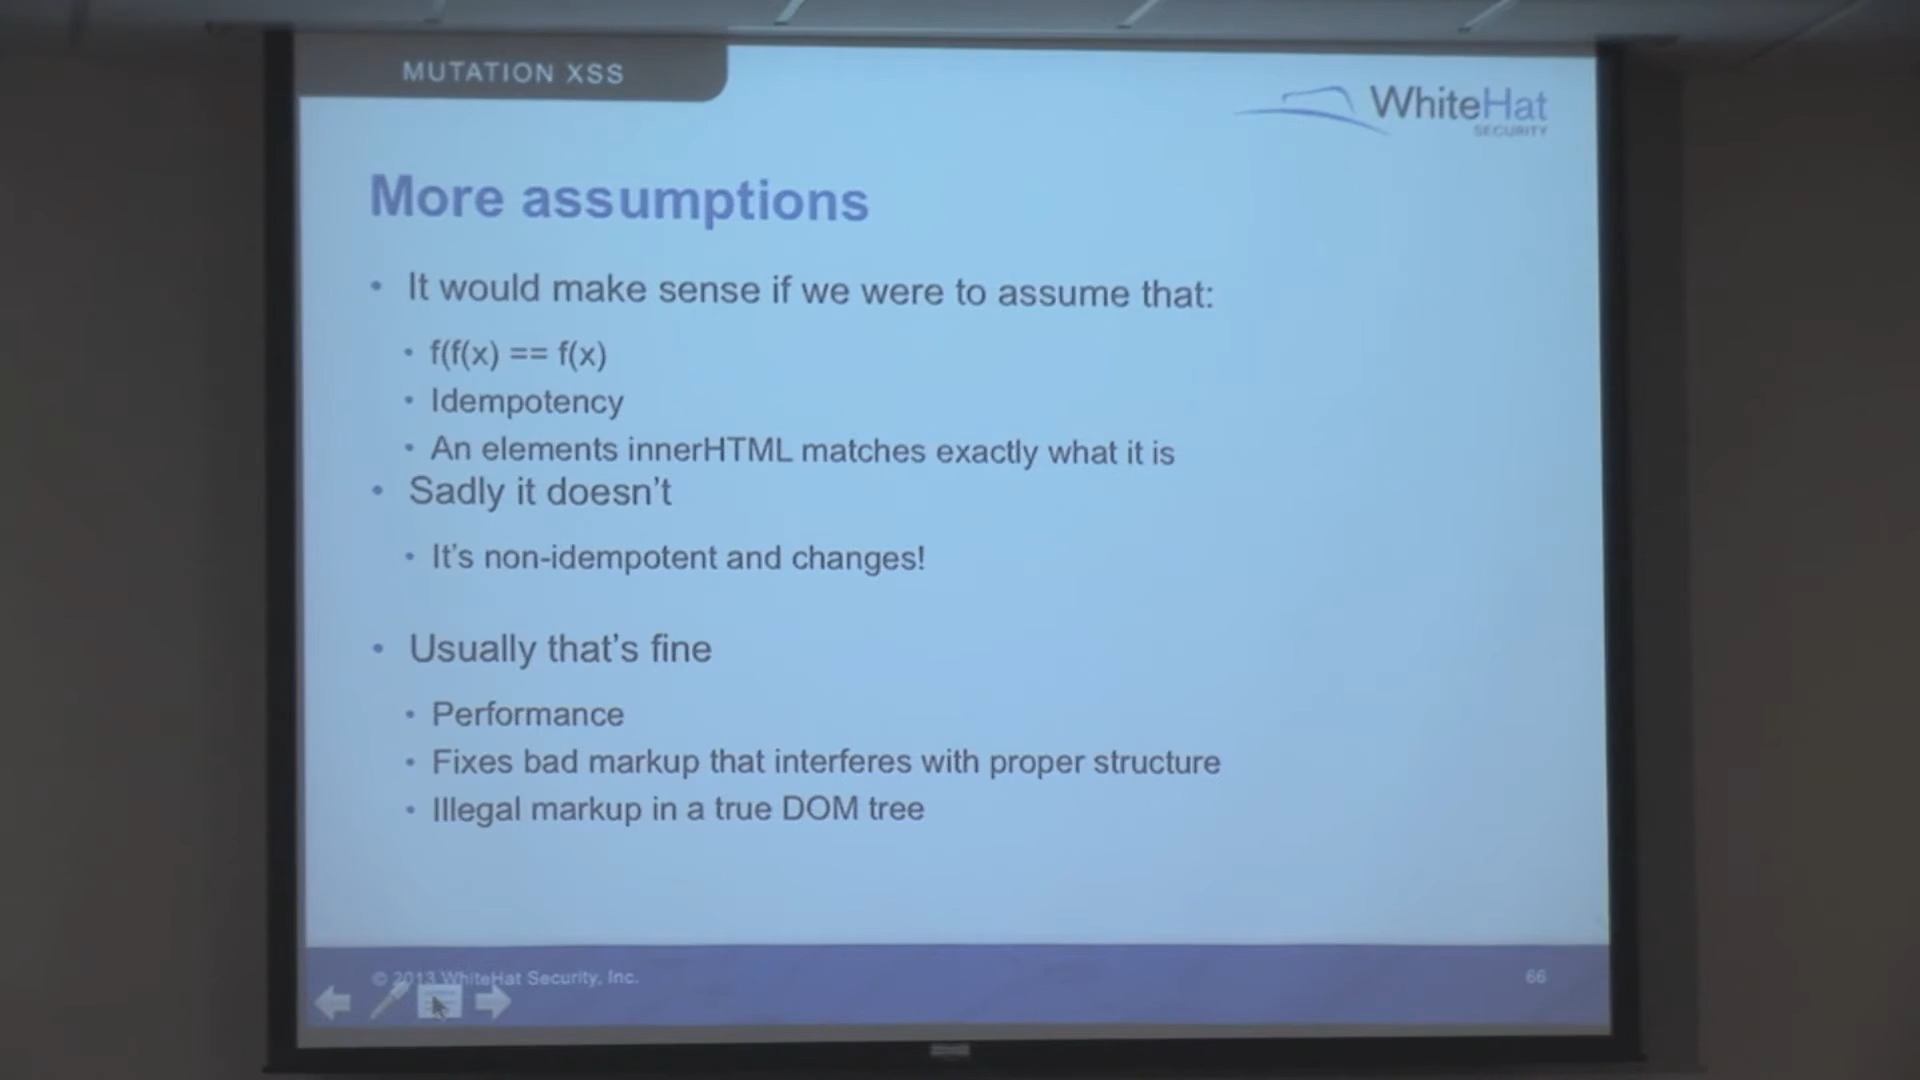 MUTATION XSS
WhiteHat
SECURITY
More assumptions
• It would make sense if we were to assume that:
• f(f(x) == f(x)
• Idempotency
• An elements innerHTML matches exactly what it is
• Sadly it doesn't
• It's non-idempotent and changes!
• Usually that's fine
• Performance
• Fixes bad markup that interferes with proper structure
• Illegal markup in a true DOM tree
© 2013 WhiteHat Security, Inc.
66